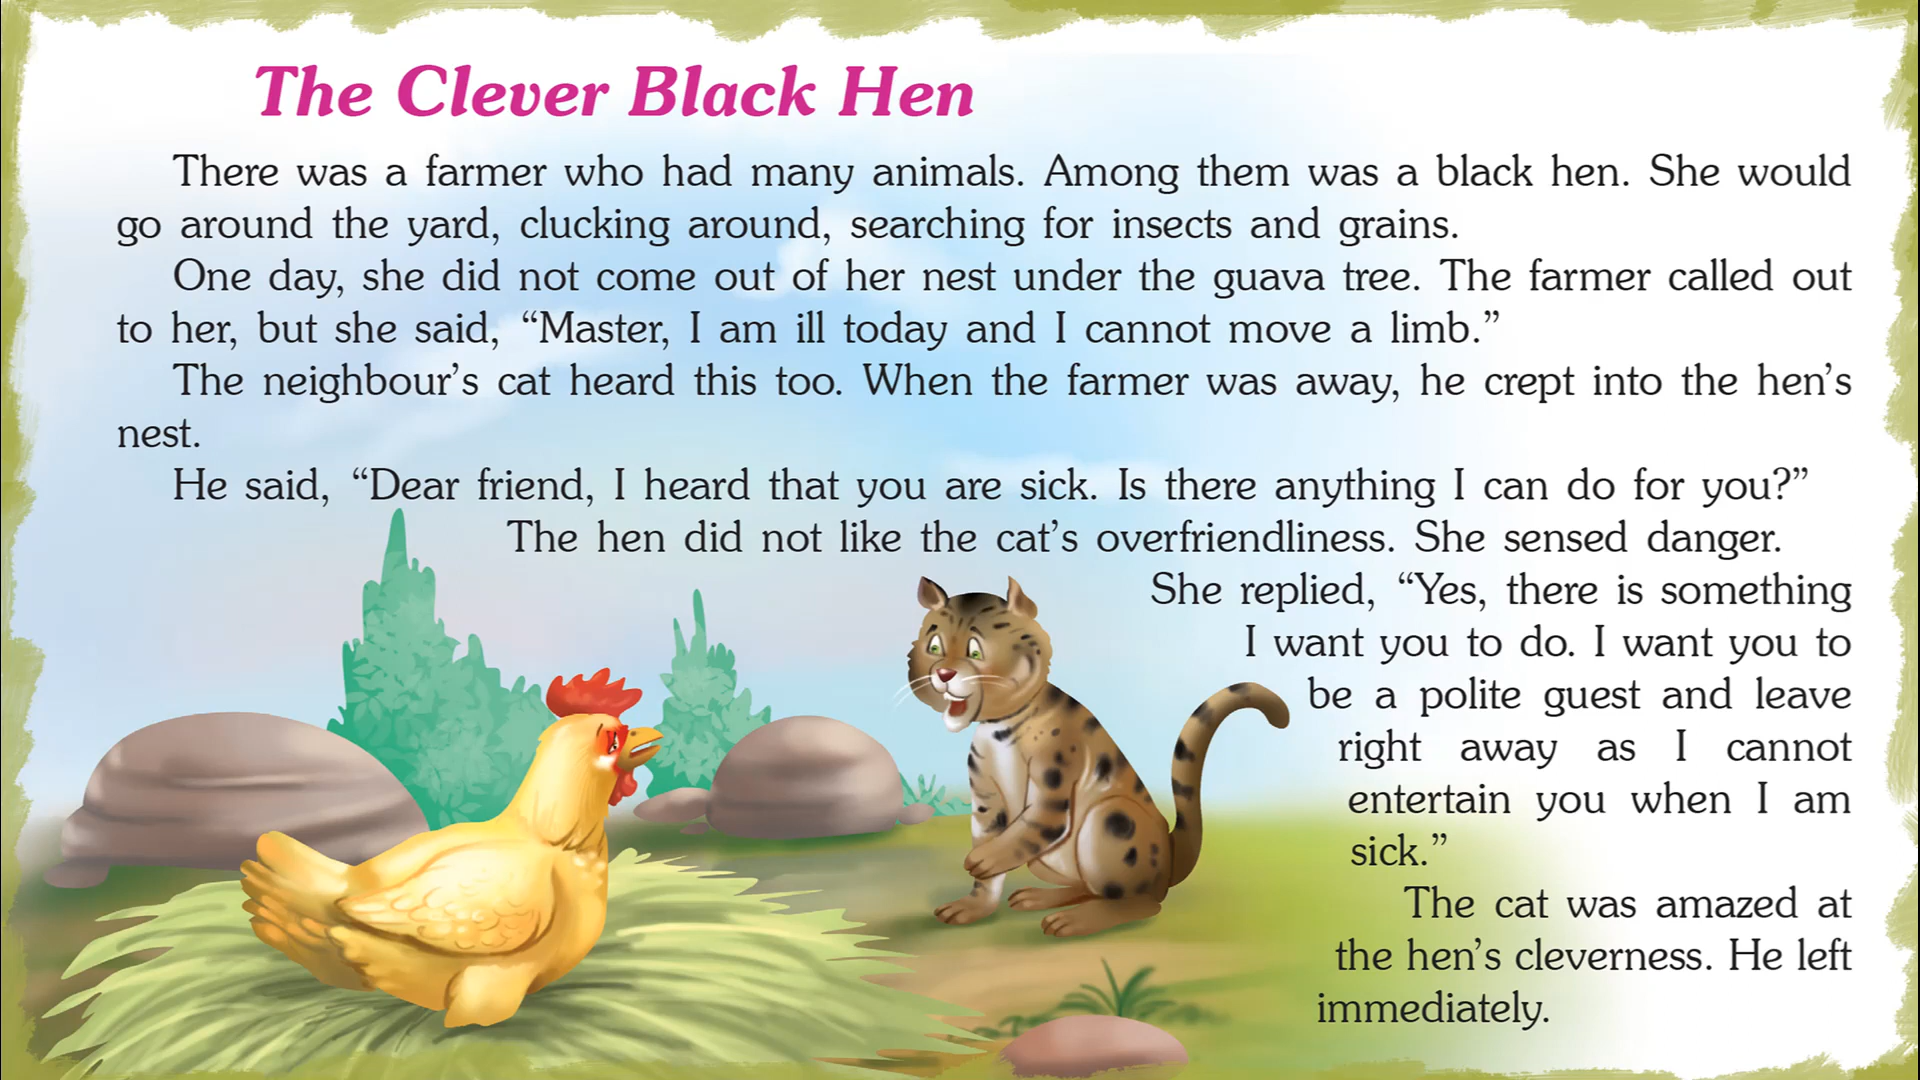 The Clever Black Hen
There was a farmer who had many animals. Among them was a black hen. She would
go around the yard, clucking around, searching for insects and grains.
One day, she did not come out of her nest under the guava tree. The farmer called out
to her, but she said, “Master, I am ill today and I cannot move a limb.”
The neighbour’s cat heard this too. When the farmer was away, he crept into the hen’s
nest.
He said, “Dear friend, I heard that you are sick. Is there anything I can do for you?”
The hen did not like the cat’s overfriendliness. She sensed danger.
She replied, “Yes, there is something
I want you to do. I want you to
be a polite guest and leave
right away as I cannot
entertain you when I am
sick.”
The cat was amazed at
the hen’s cleverness. He left
immediately.